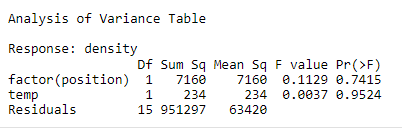 Analysis of Variance Table
Response: density
Df Sum Sq Mean Sq F value Pr(>F)
factor(position) 1 7160 7160 0.1129 0.7415
temp 1 234 234 0.0037 0.9524
Residuals 15 951297 63420